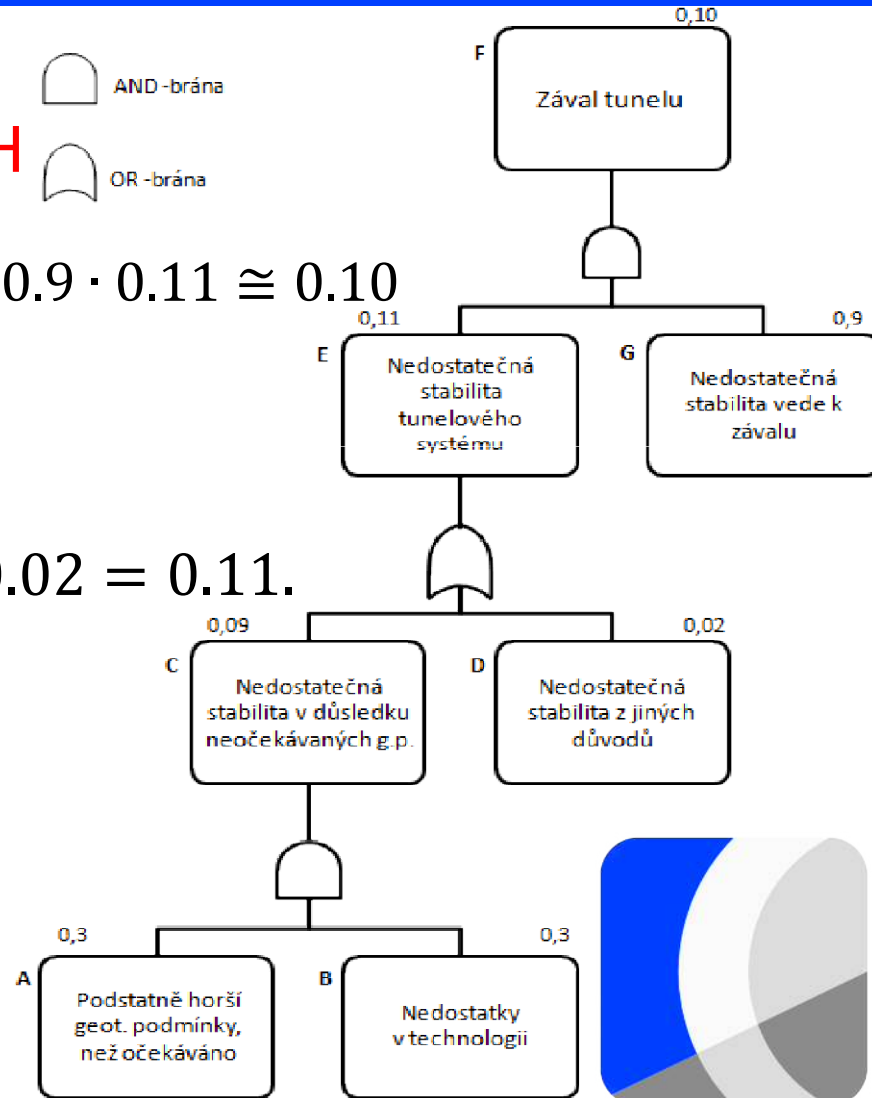 0,10
F
Zával tunelu
AND -brána
OR -brána
0.9 · 0.11 ≅ 0.10
0,11
0,9
E
Nedostatečná
stabilita
tunelového
systému
G
Nedostatečná
stabilita vede k
závalu
0.02 = 0.11.
0,09
0,02
C
Nedostatečná
stabilita v důsledku
neočekávaných g.p.
D
Nedostatečná
stabilita z jiných
důvodů
0,3
0,3
A
Podstatně horší
geot. podmínky,
než očekáváno
B
Nedostatky
v technologii